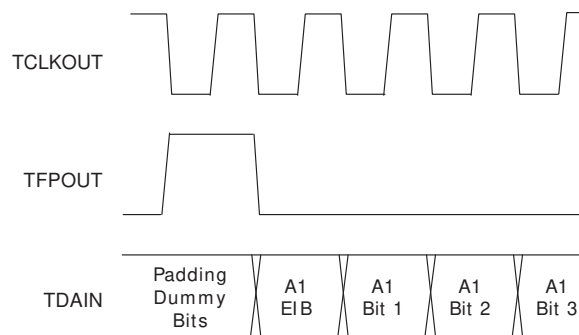 TCLKOUT
TFPOUT
TDAIN
Padding
Dummy
Bits
A1
EIB
A1
Bit 1
A1
Bit 2
A1
Bit 3